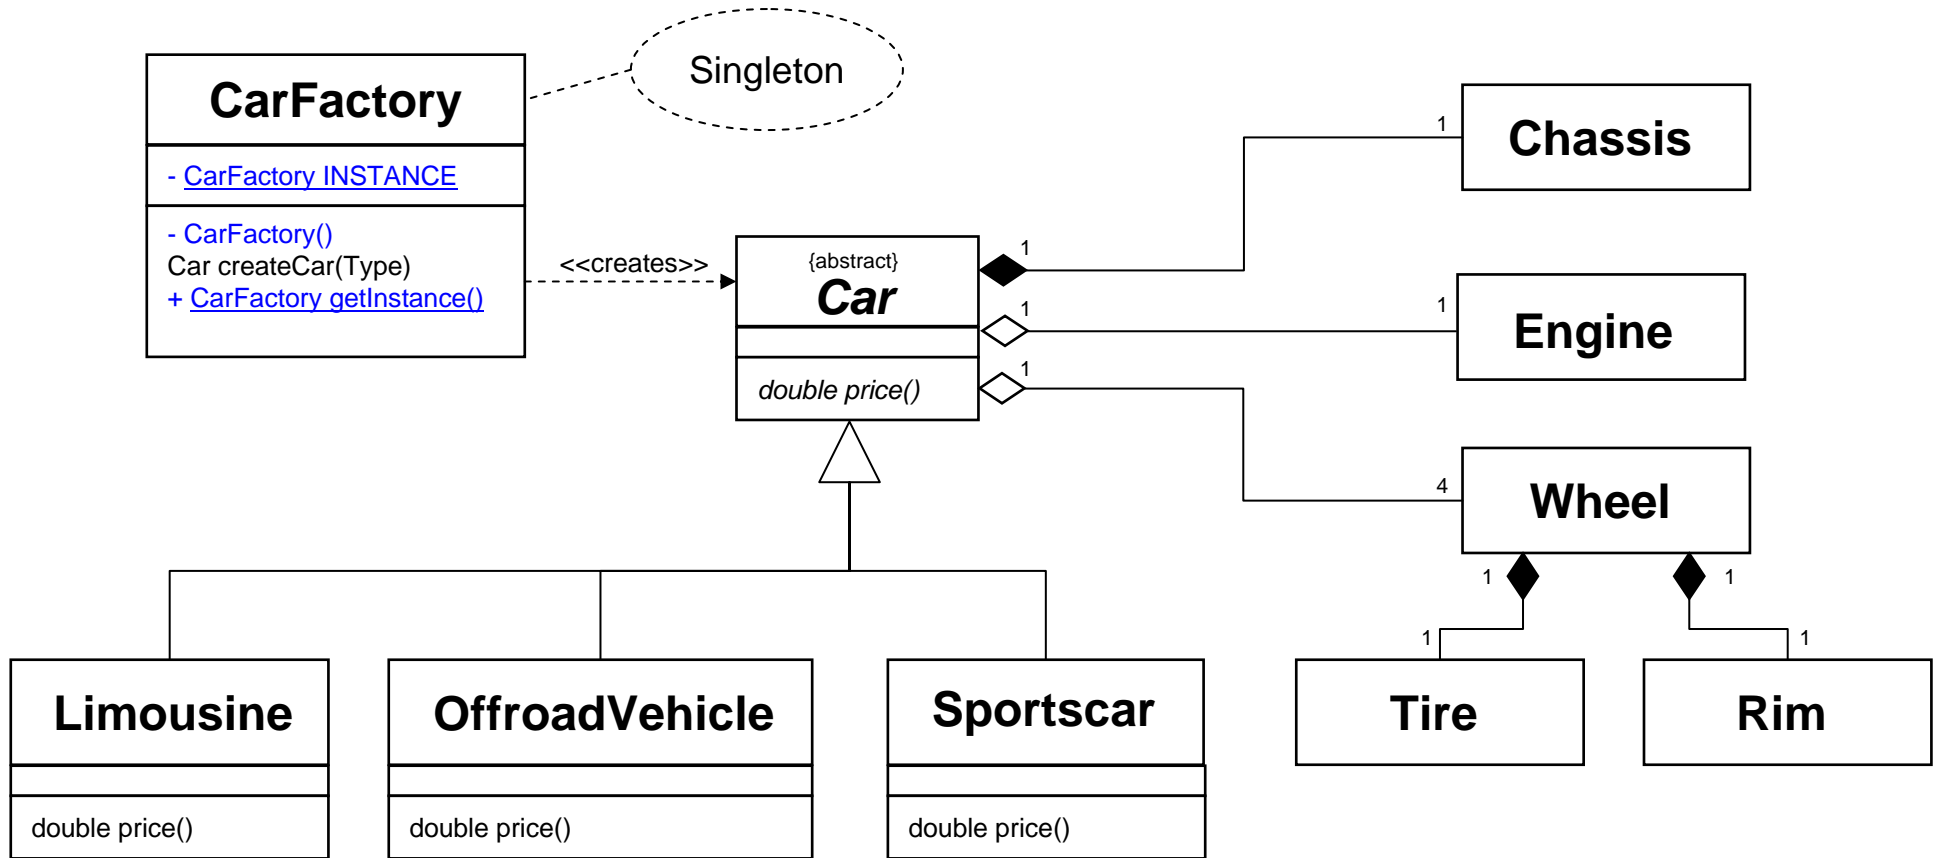 Singleton
CarFactory
- CarFactory INSTANCE
- CarFactory()
Car createCar(Type)
+ CarFactory getInstance()
<<creates>>
{abstract}
Car
double price()
1
1
Chassis
1
1
Engine
1
4
Wheel
1
1
1
1
Tire
Rim
Limousine
double price()
OffroadVehicle
double price()
Sportscar
double price()